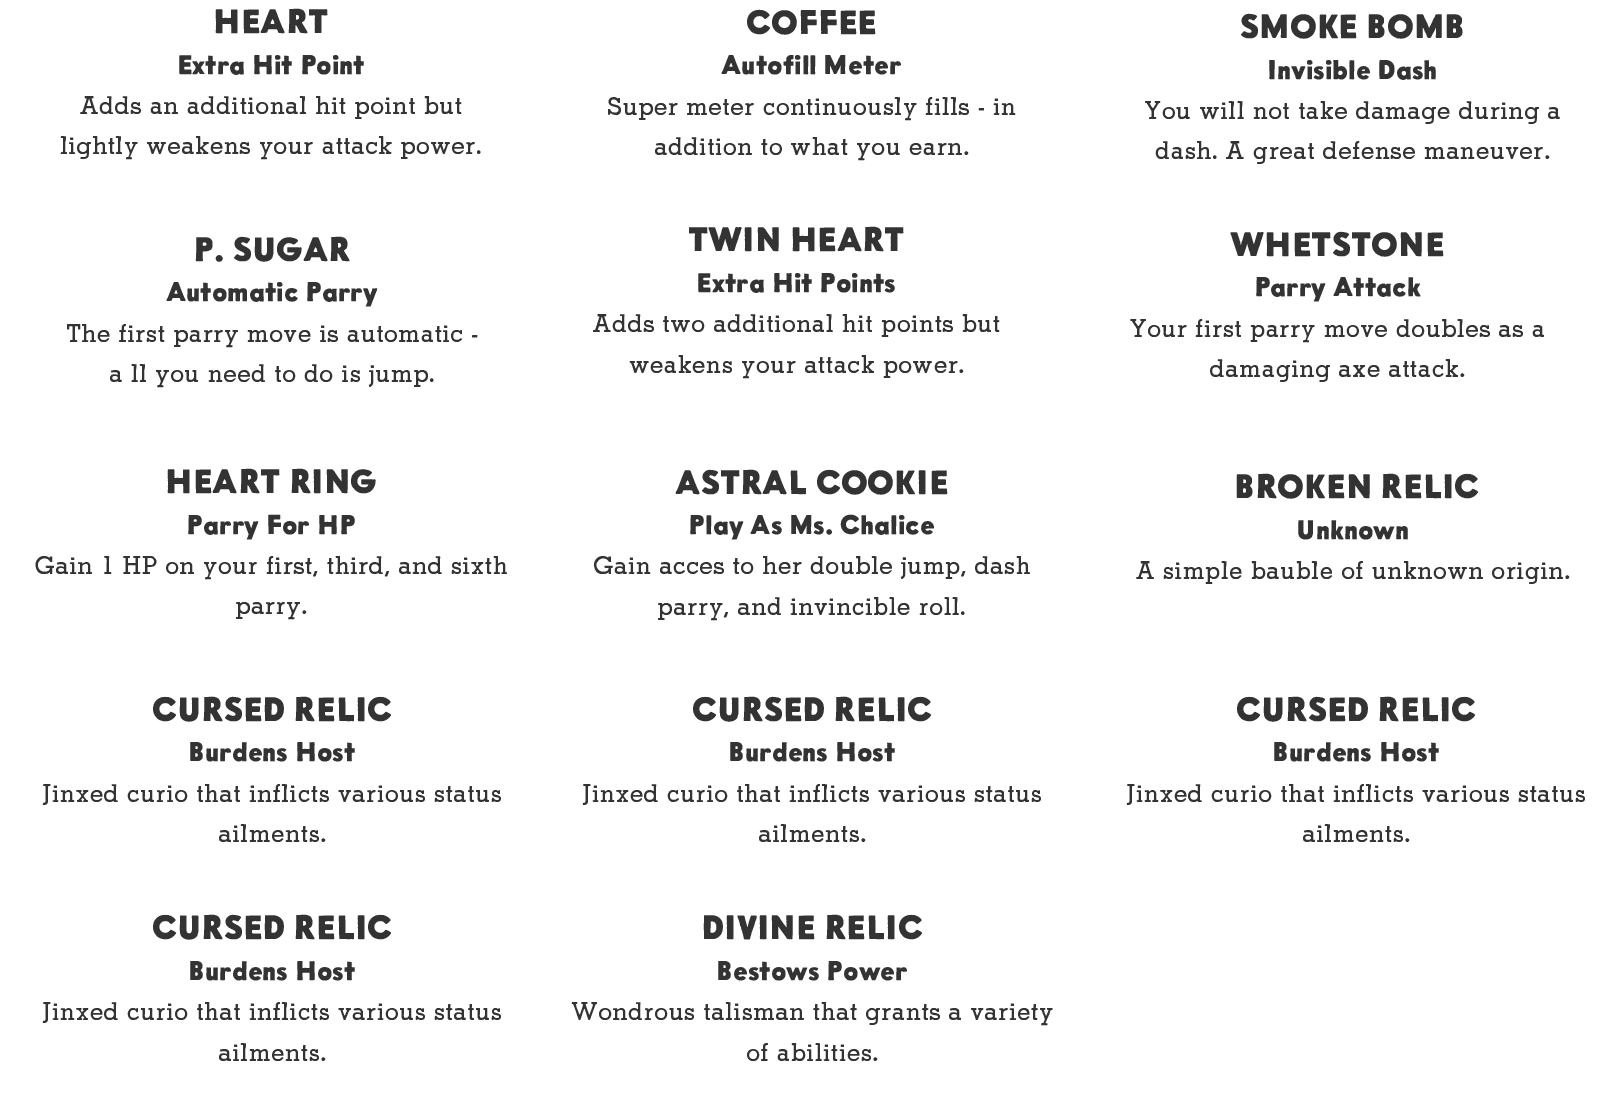 HEART
Extra Hit Point
Adds an additional hit point but
lightly weakens your attack power.
COFFEE
Autofill Meter
Super meter continuously fills - in
addition to what you earn.
SMOKE BOMB
Invisible Dash
You will not take damage during a
dash. A great defense maneuver.
P. SUGAR
Automatic Parry
The first parry move is automatic -
a ll you need to do is jump.
TWIN HEART
Extra Hit Points
Adds two additional hit points but
weakens your attack power.
WHETSTONE
Parry Attack
Your first parry move doubles as a
damaging axe attack.
HEART RING
Parry For HP
Gain 1 HP on your first, third, and sixth
parry.
ASTRAL COOKIE
Play As Ms. Chalice
Gain acces to her double jump, dash
parry, and invincible roll.
BROKEN RELIC
Unknown
A simple bauble of unknown origin.
CURSED RELIC
Burdens Host
Jinxed curio that inflicts various status
ailments.
CURSED RELIC
Burdens Host
Jinxed curio that inflicts various status
ailments.
CURSED RELIC
Burdens Host
Jinxed curio that inflicts various status
ailments.
CURSED RELIC
Burdens Host
Jinxed curio that inflicts various status
ailments.
DIVINE RELIC
Bestows Power
Wondrous talisman that grants a variety
of abilities.